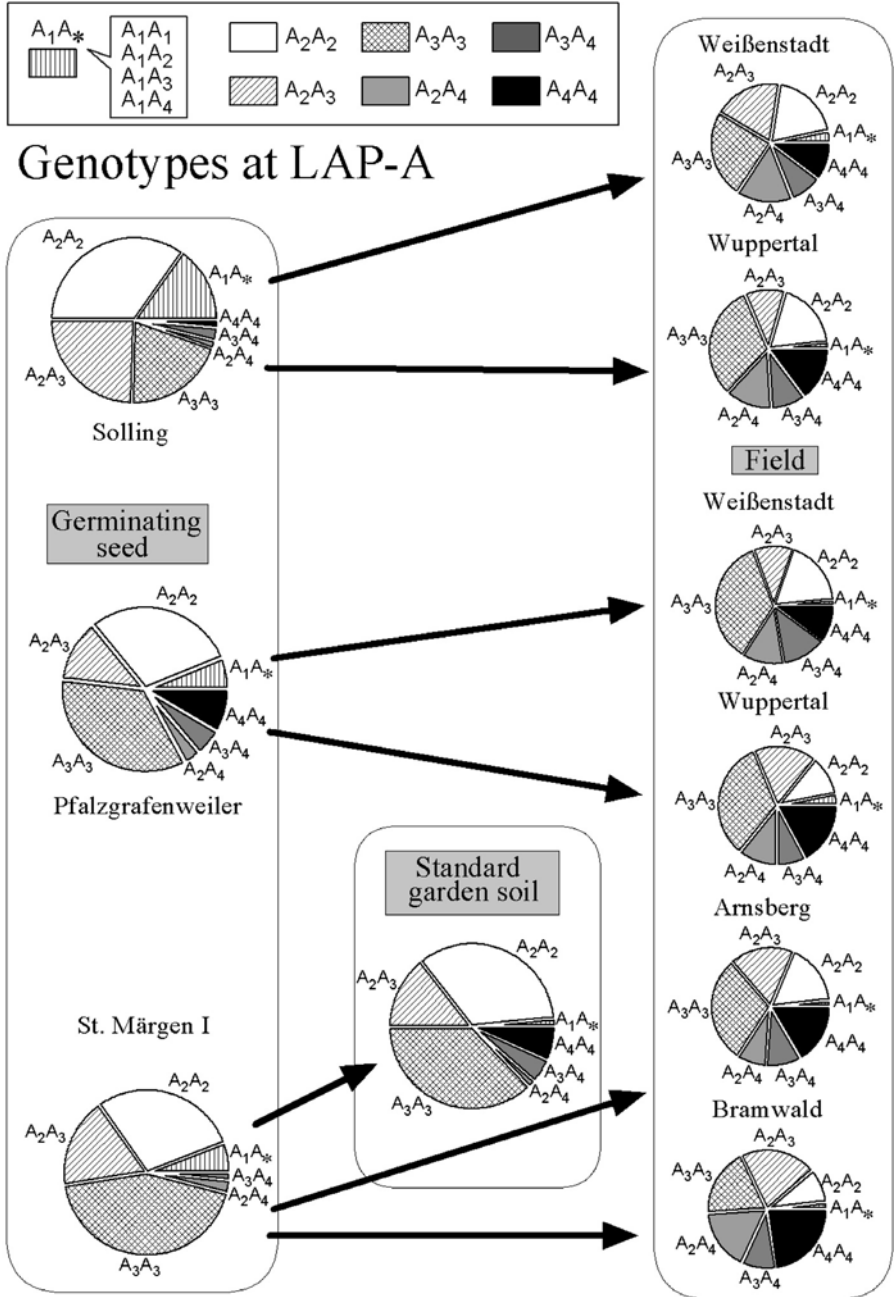 A₁A* A₁A₁ A₂A₂ A₃A₃ A₃A₄
A₁A₂
A₁A₃ A₂A₃ A₂A₄ A₄A₄
A₁A₄
Genotypes at LAP-A
A₂A₂
A₁A*
A₄A₄
A₃A₄
A₂A₄
A₂A₃
A₃A₃
Solling
Germinating
seed
A₂A₂
A₂A₃
A₁A*
A₄A₄
A₃A₄
A₂A₄
A₃A₃
Pfalzgrafenweiler
St. Märgen I
A₂A₂
A₂A₃
A₁A*
A₃A₄
A₂A₄
A₃A₃
Standard
garden soil
A₂A₂
A₂A₃
A₁A*
A₄A₄
A₃A₄
A₂A₄
A₃A₃
Weißenstadt
A₂A₃
A₂A₂
A₁A*
A₃A₃
A₄A₄
A₃A₄
A₂A₄
Wuppertal
A₂A₃
A₂A₂
A₃A₃
A₁A*
A₄A₄
A₂A₄
A₃A₄
Field
Weißenstadt
A₂A₃
A₂A₂
A₃A₃
A₁A*
A₄A₄
A₃A₄
A₂A₄
Wuppertal
A₂A₃
A₂A₂
A₃A₃
A₁A*
A₄A₄
A₂A₄
A₃A₄
Arnsberg
A₂A₃
A₂A₂
A₃A₃
A₁A*
A₄A₄
A₂A₄
A₃A₄
Bramwald
A₂A₃
A₃A₃
A₂A₂
A₁A*
A₂A₄
A₄A₄
A₃A₄